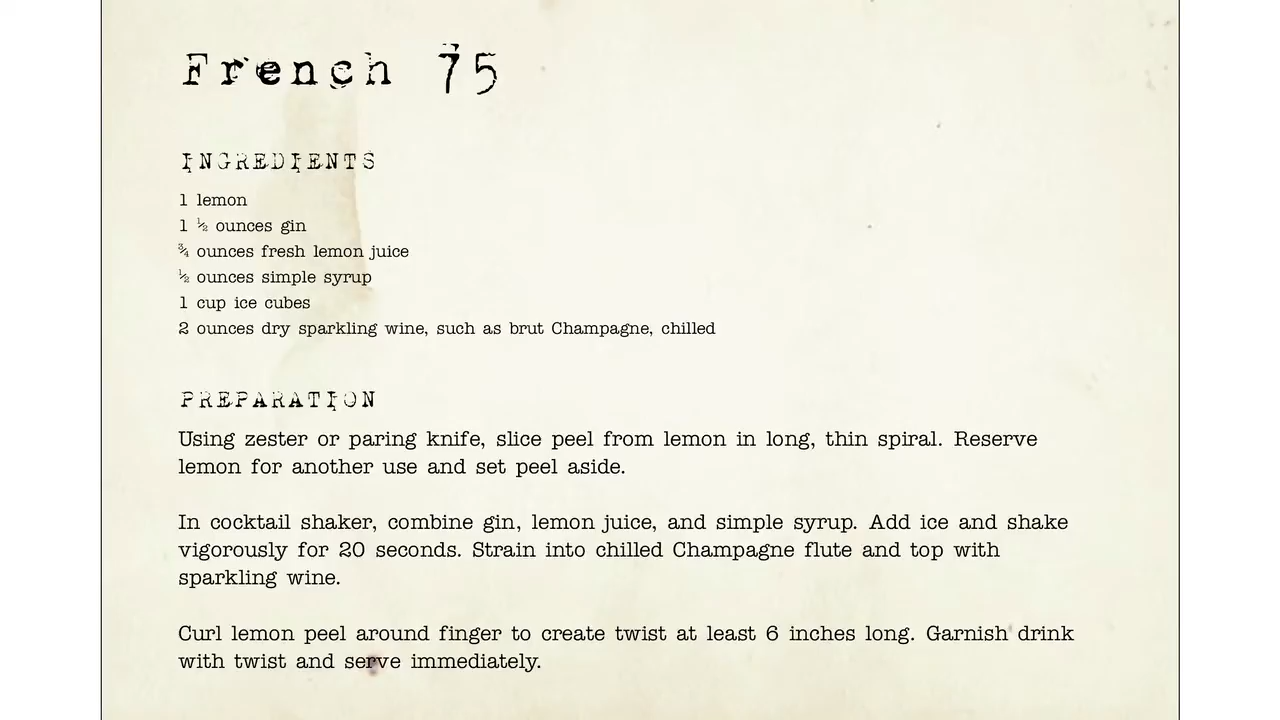 French 75
INGREDIENTS
1 lemon
1 ½ ounces gin
¾ ounces fresh lemon juice
½ ounces simple syrup
1 cup ice cubes
2 ounces dry sparkling wine, such as brut Champagne, chilled
PREPARATION
Using zester or paring knife, slice peel from lemon in long, thin spiral. Reserve
lemon for another use and set peel aside.
In cocktail shaker, combine gin, lemon juice, and simple syrup. Add ice and shake
vigorously for 20 seconds. Strain into chilled Champagne flute and top with
sparkling wine.
Curl lemon peel around finger to create twist at least 6 inches long. Garnish drink
with twist and serve immediately.